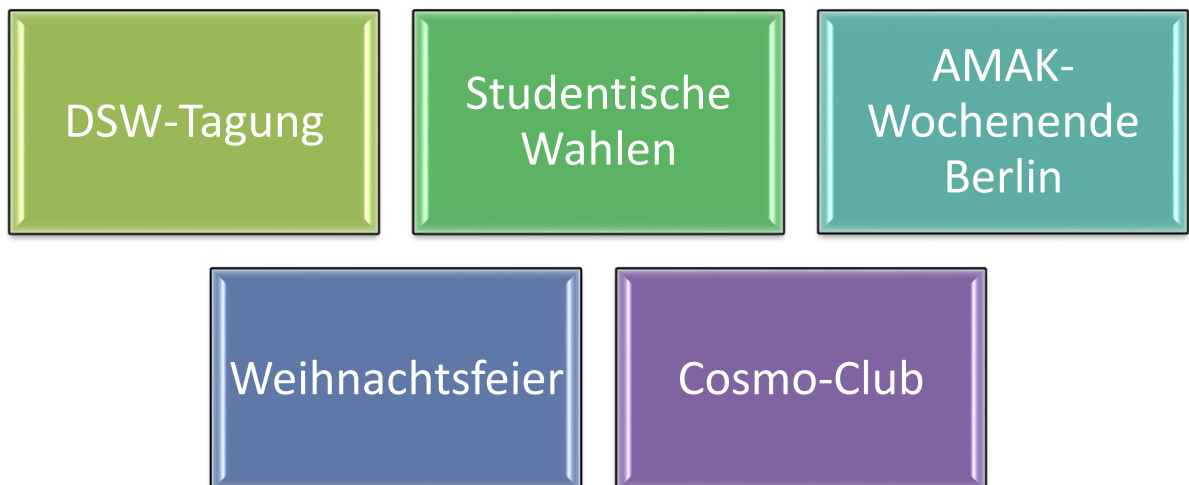 DSW-Tagung
Studentische
Wahlen
AMAK-
Wochenende
Berlin
Weihnachtsfeier
Cosmo-Club